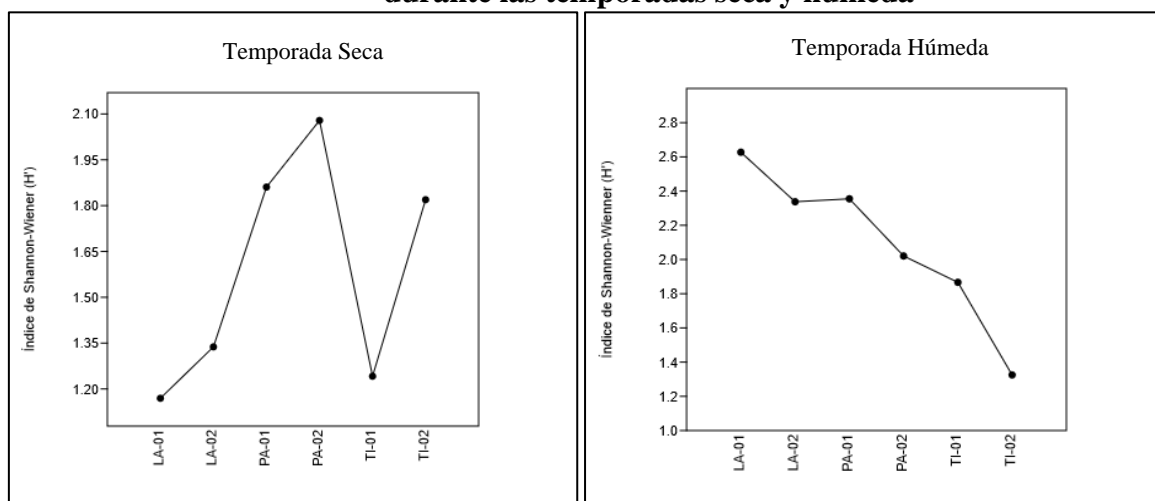 durante las temporadas seca y húmeda
Temporada Seca
Índice de Shannon-Wiener (H')
2.10
1.95
1.80
1.65
1.50
1.35
1.20
LA-01
LA-02
PA-01
PA-02
TI-01
TI-02
Temporada Húmeda
Índice de Shannon-Wienner (H')
2.8
2.6
2.4
2.2
2.0
1.8
1.6
1.4
1.2
1.0
LA-01
LA-02
PA-01
PA-02
TI-01
TI-02